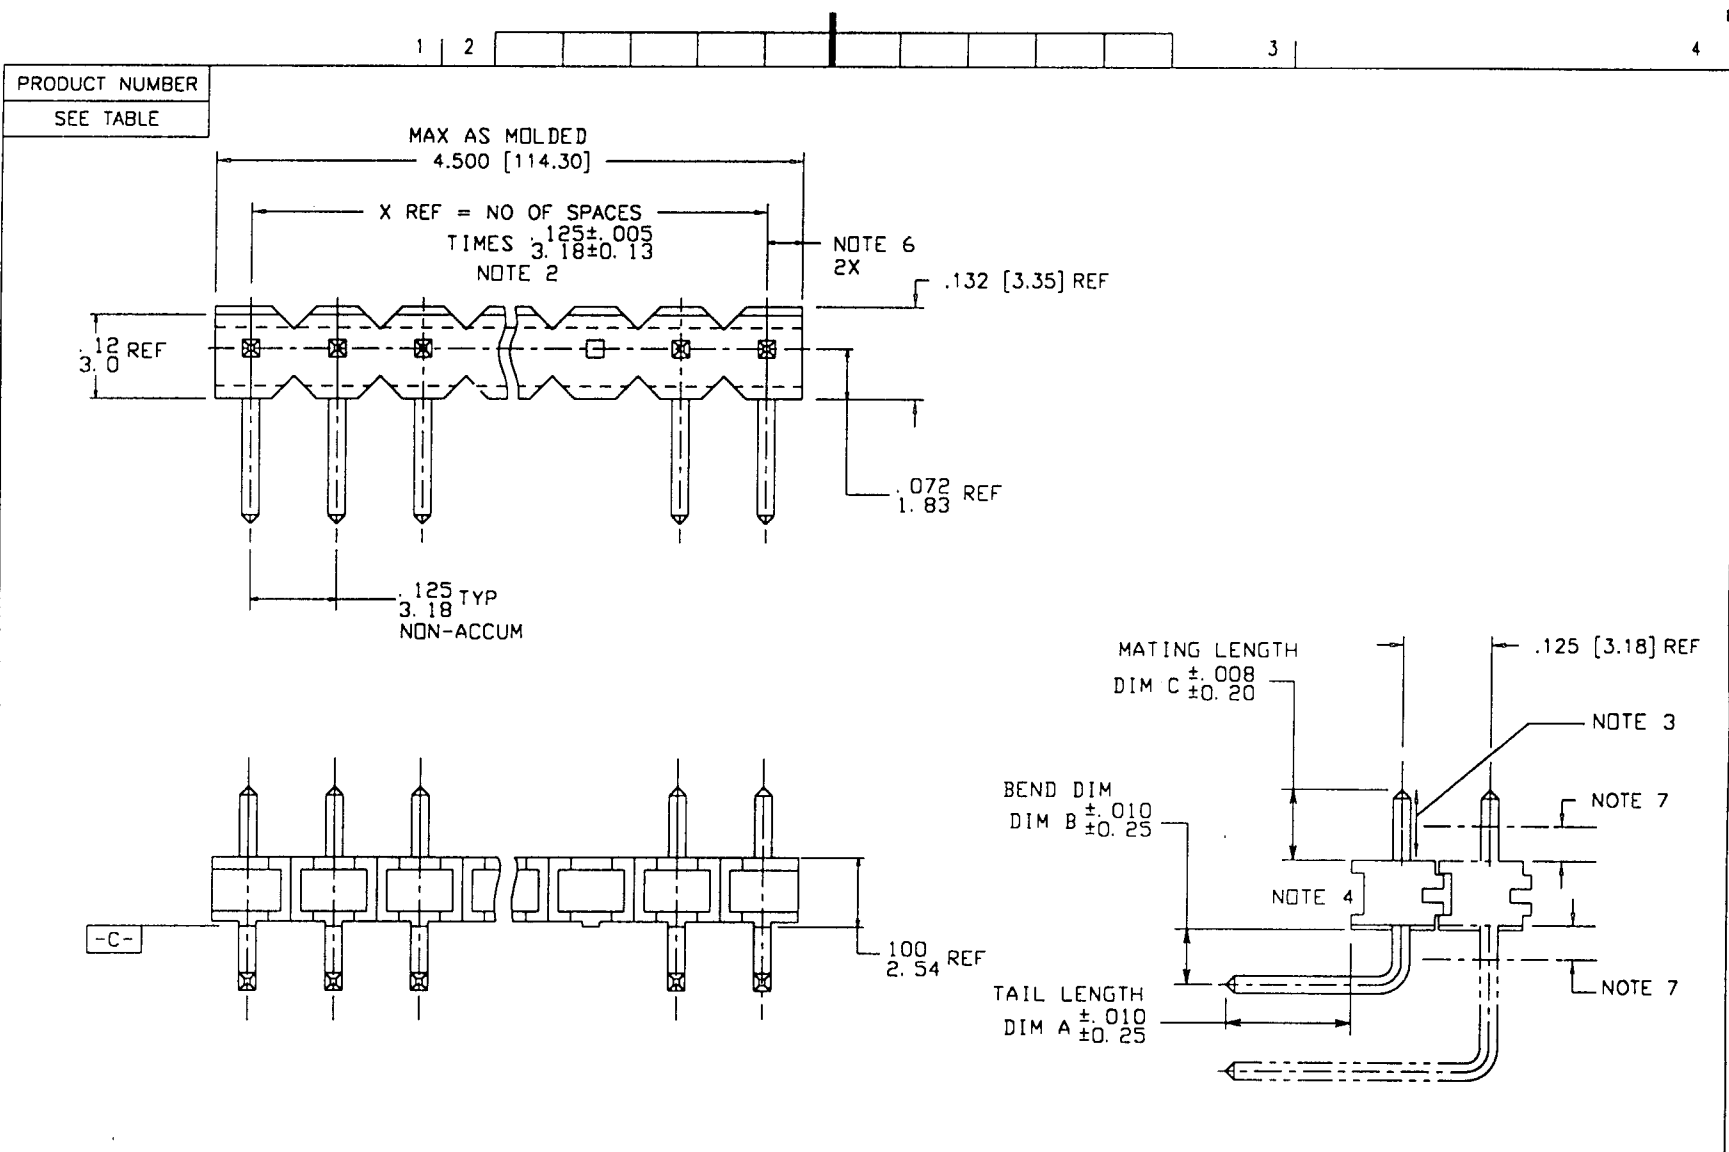 1 2 3 4
PRODUCT NUMBER
SEE TABLE
MAX AS MOLDED
4.500 [114.30]
X REF = NO OF SPACES
TIMES .125±.005
3.18±0.13
NOTE 2
NOTE 6
2X
.132 [3.35] REF
.12 REF
3.0
.072 REF
1.83
.125 TYP
3.18
NON-ACCUM
MATING LENGTH
DIM C ±.008
±0.20
.125 [3.18] REF
NOTE 3
BEND DIM
DIM B ±.010
±0.25
NOTE 7
NOTE 4
-C-
100 REF
2.54
TAIL LENGTH
DIM A ±.010
±0.25
NOTE 7